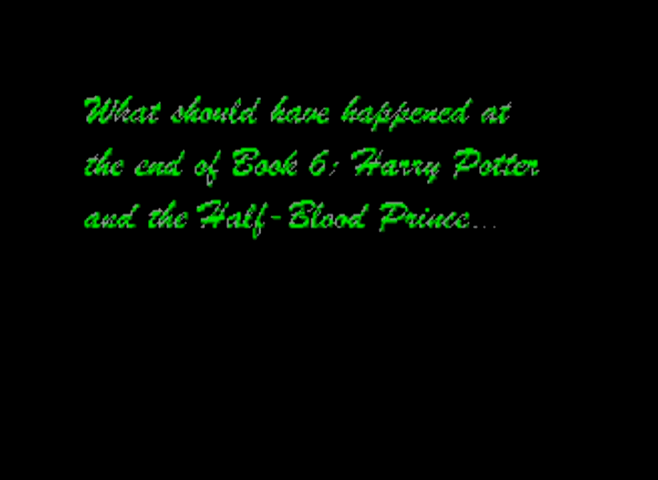 What should have happened at
the end of Book 6; Harry Potter
and the Half-Blood Prince...